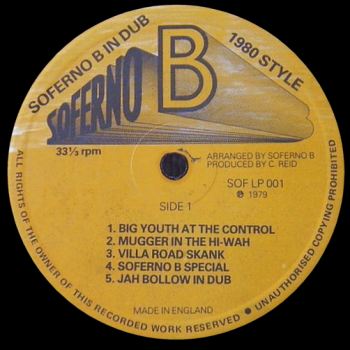 SOFERNO B IN DUB
1980 STYLE
SOFERNO B
33⅓ rpm
ARRANGED BY SOFERNO B
PRODUCED BY C. REID
SOF LP 001
℗ 1979
SIDE 1
1. BIG YOUTH AT THE CONTROL
2. MUGGER IN THE HI-WAH
3. VILLA ROAD SKANK
4. SOFERNO B SPECIAL
5. JAH BOLLOW IN DUB
MADE IN ENGLAND
ALL RIGHTS OF THE OWNER OF THIS RECORDED WORK RESERVED ● UNAUTHORISED COPYING PROHIBITED